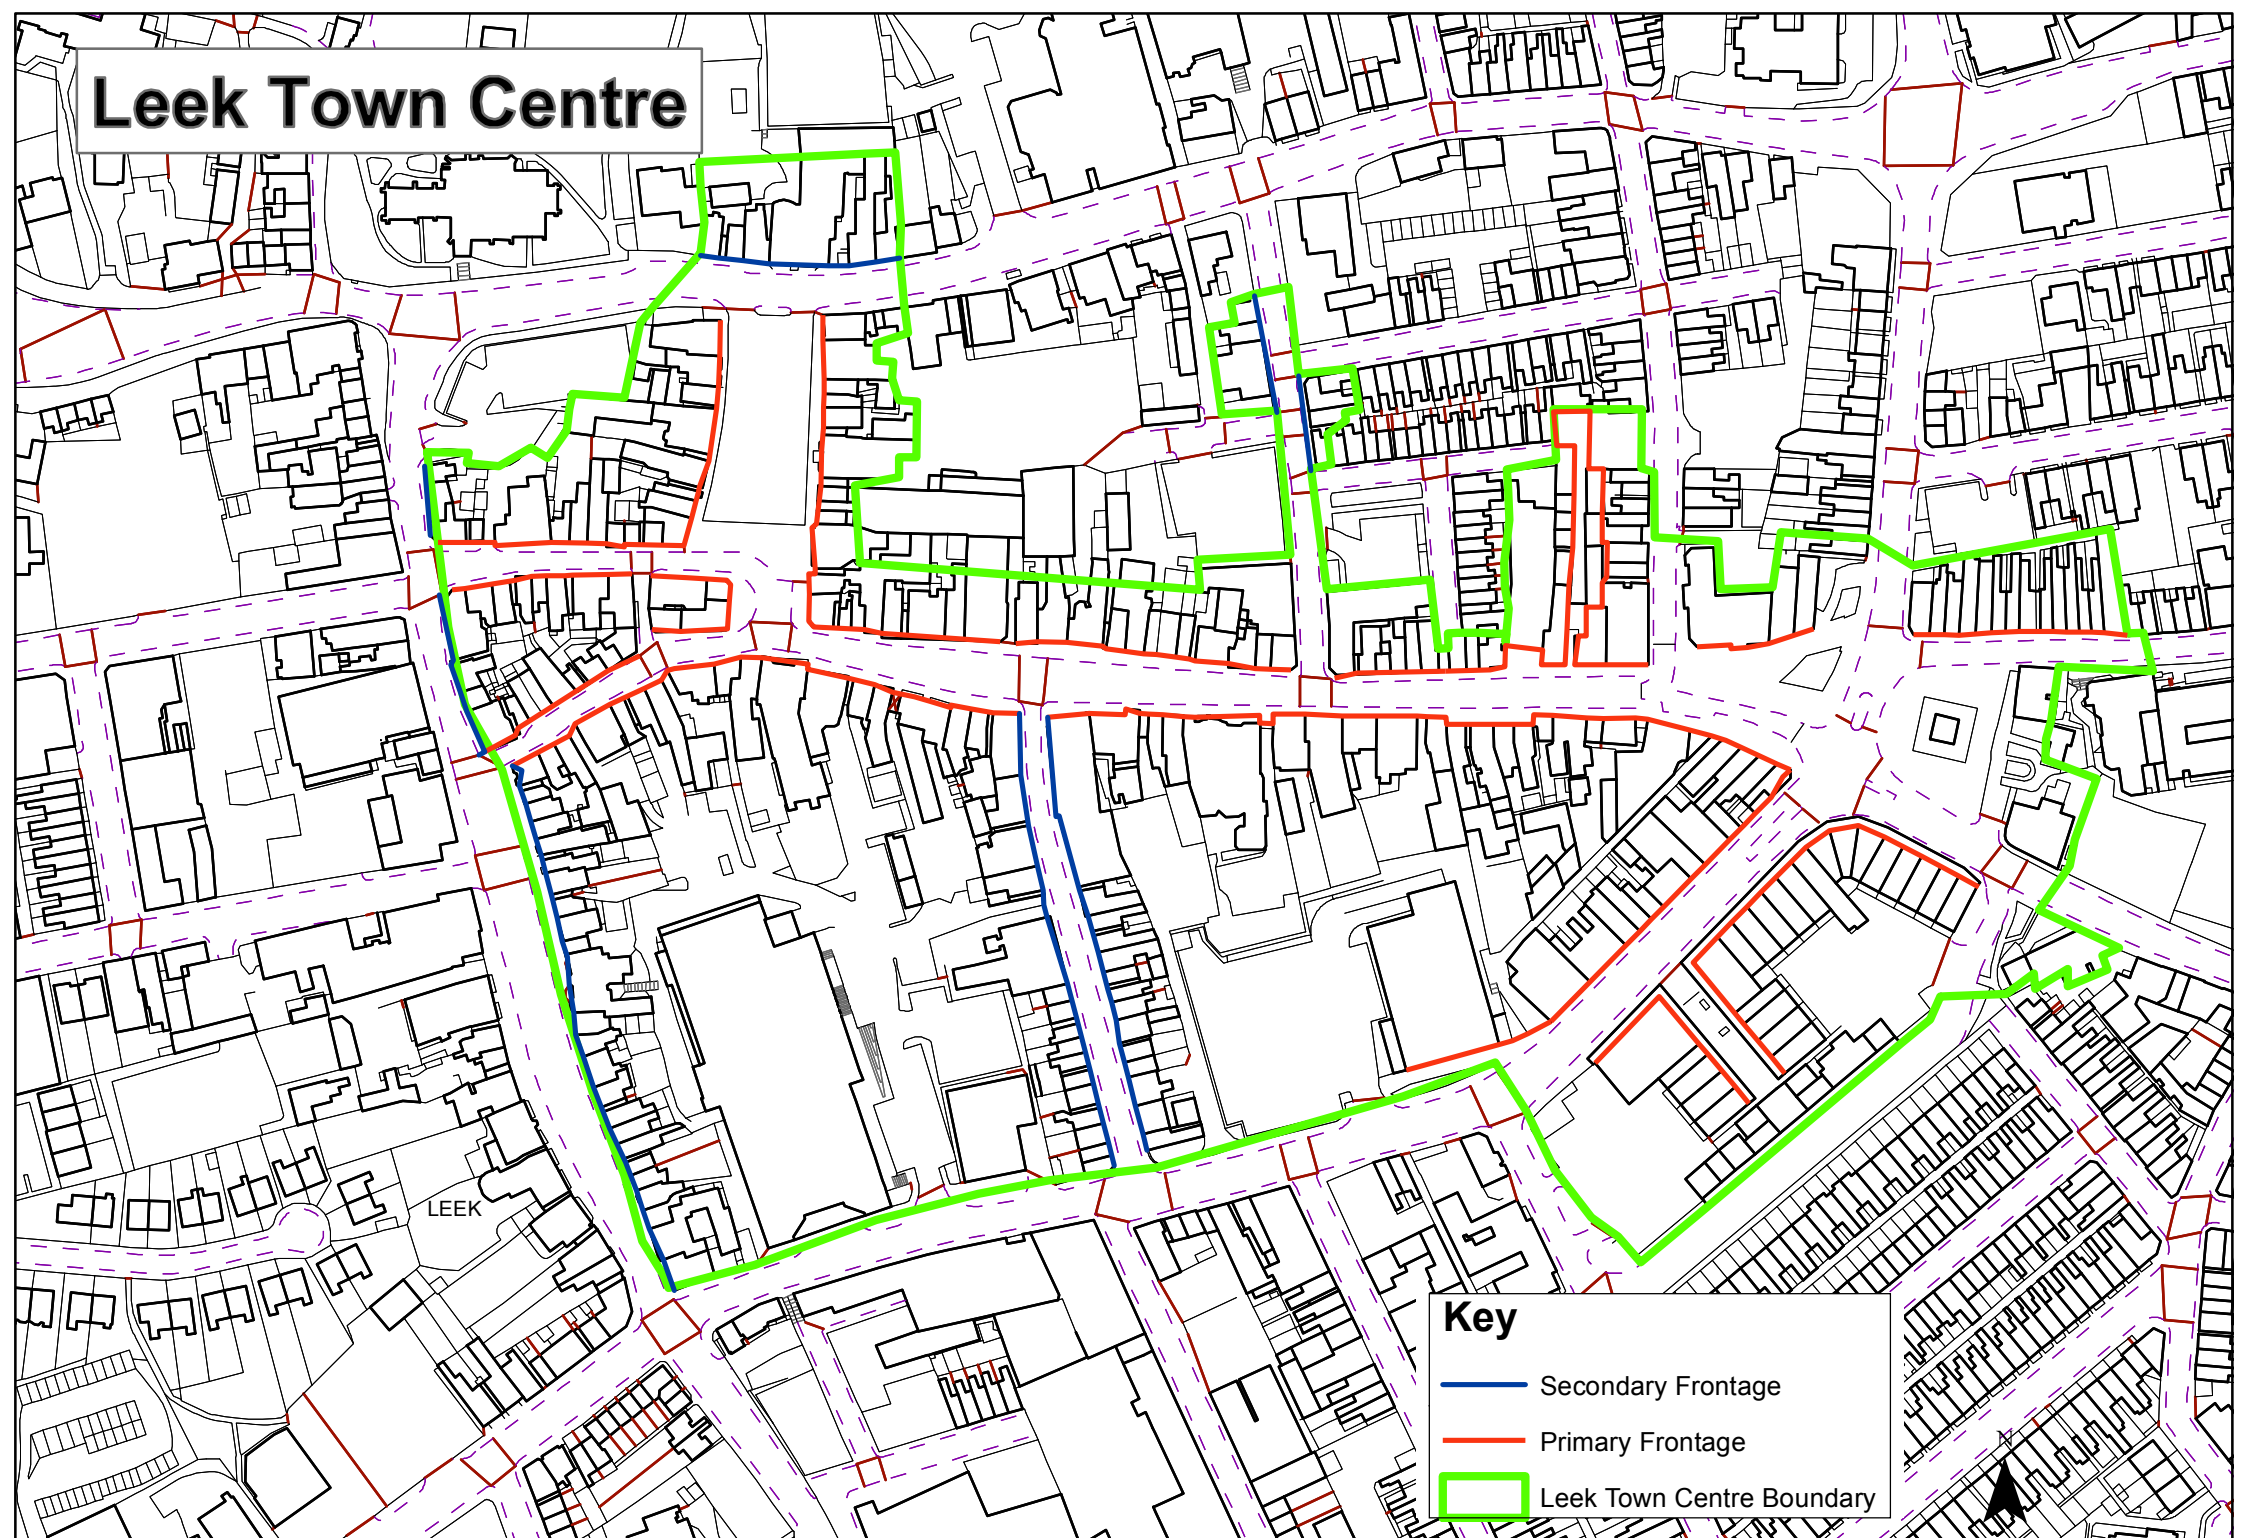 Leek Town Centre
LEEK
Key
Secondary Frontage
Primary Frontage
Leek Town Centre Boundary
N